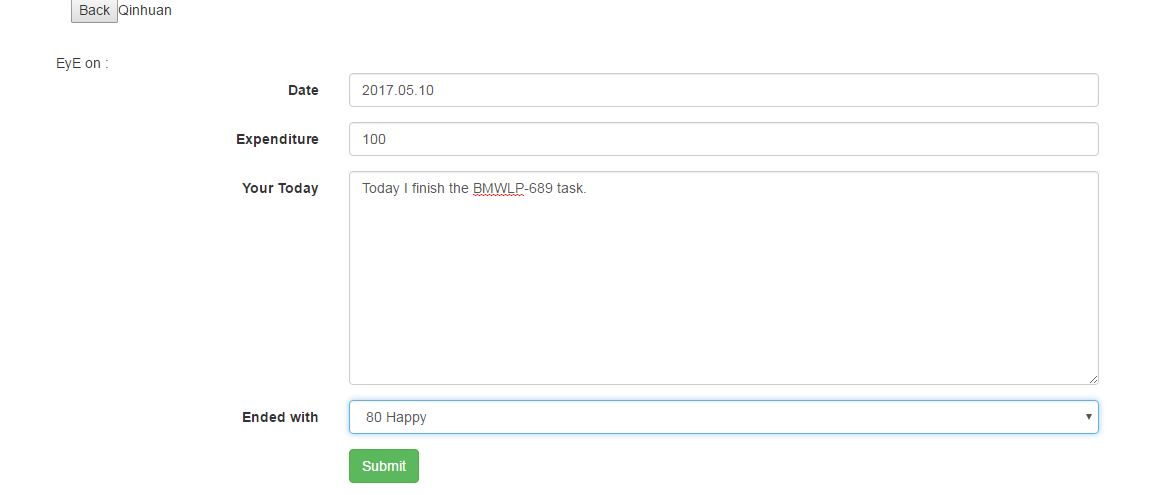 Back Qinhuan
EyE on :
Date 2017.05.10
Expenditure 100
Your Today Today I finish the BMWLP-689 task.
Ended with 80 Happy
Submit